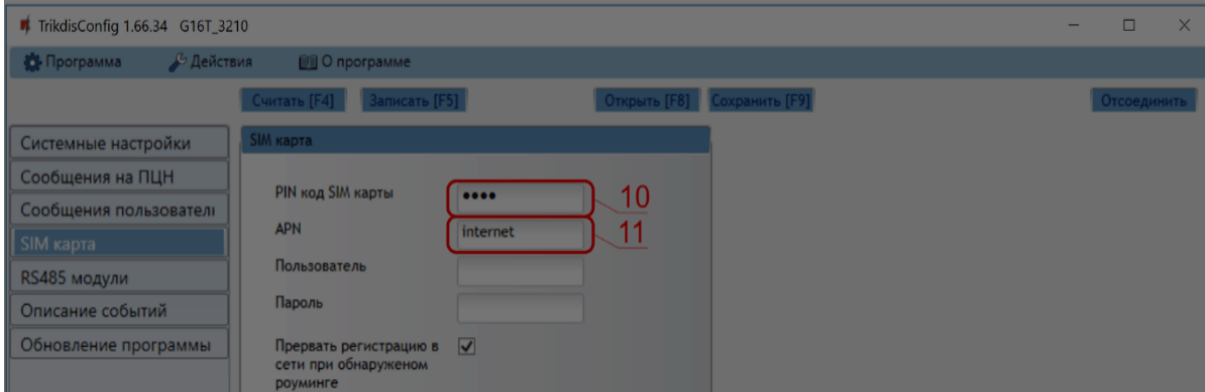 TrikdisConfig 1.66.34 G16T_3210
Программа Действия О программе
Считать [F4] Записать [F5] Открыть [F8] Сохранить [F9] Отсоединить
Системные настройки
Сообщения на ПЦН
Сообщения пользовател
SIM карта
RS485 модули
Описание событий
Обновление программы
SIM карта
PIN код SIM карты •••• 10
APN internet 11
Пользователь
Пароль
Прервать регистрацию в
сети при обнаруженом
роуминге